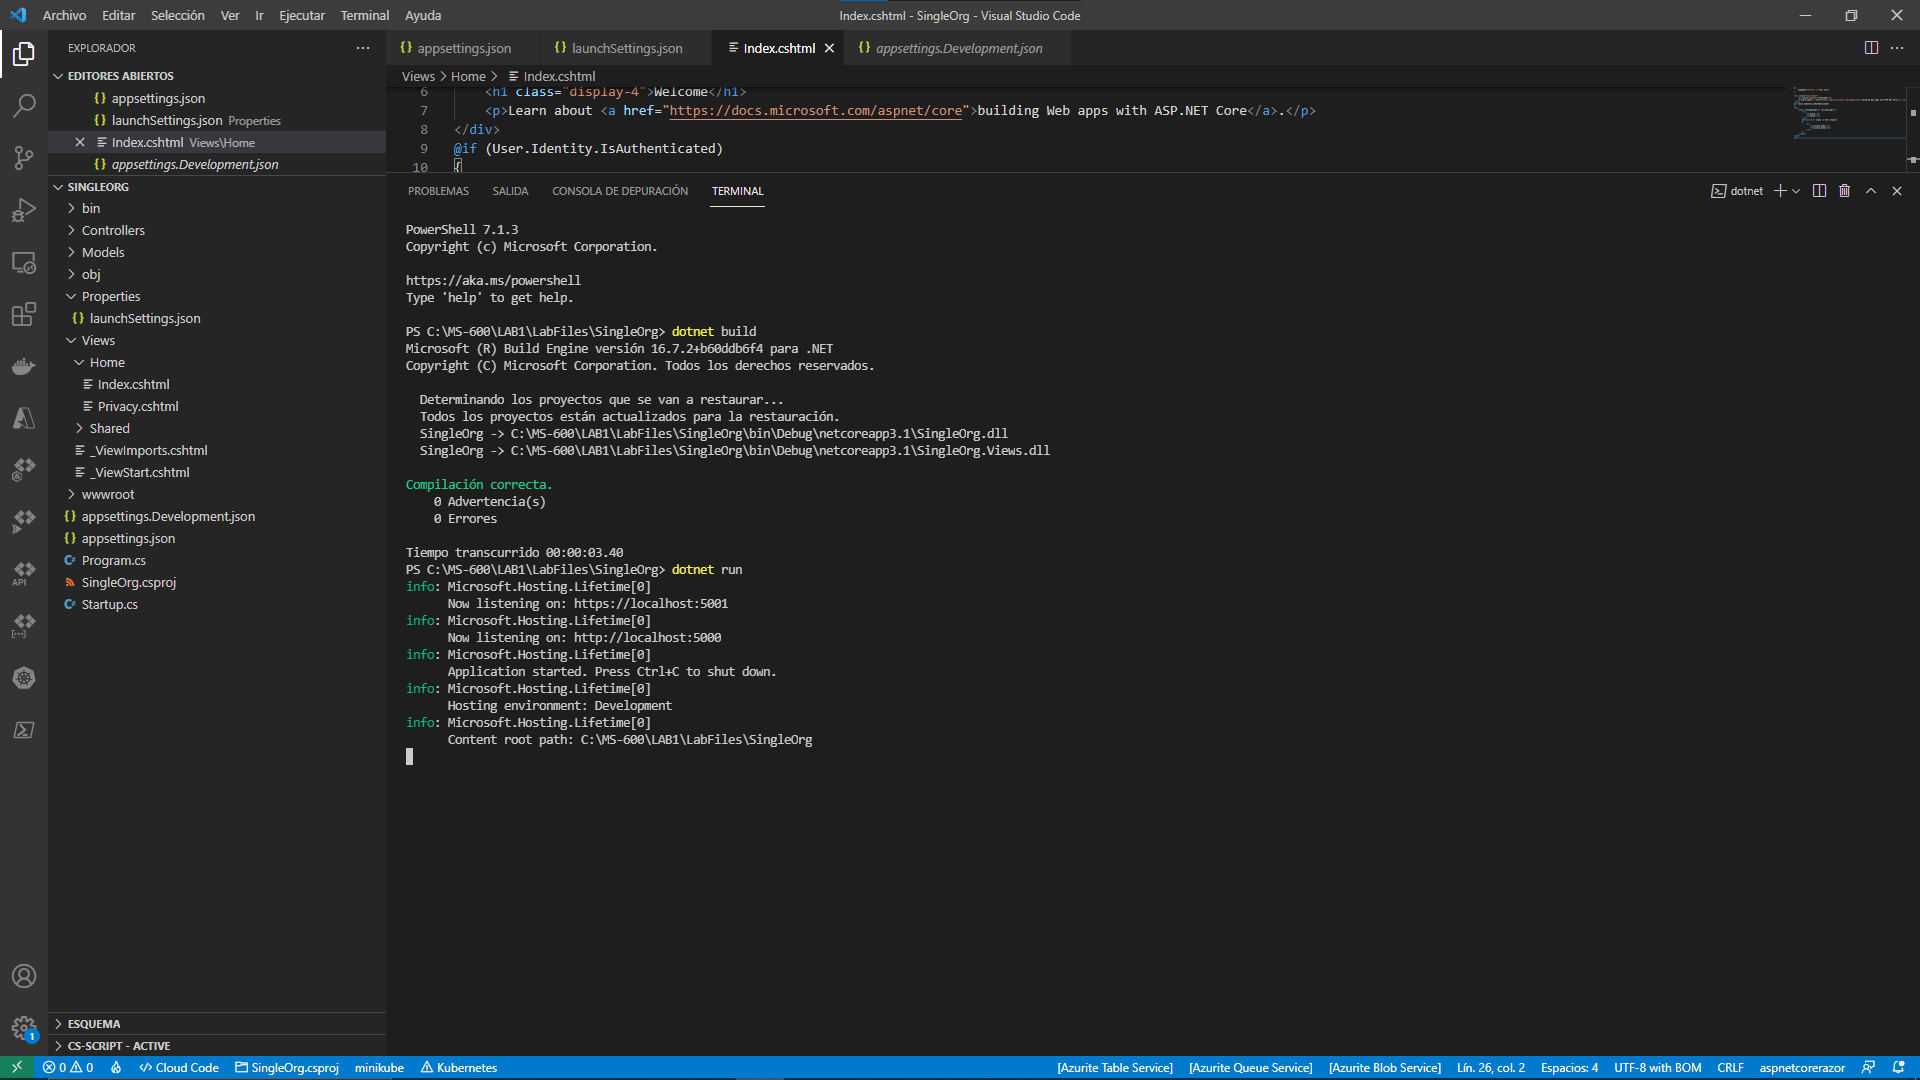 Archivo Editar Selección Ver Ir Ejecutar Terminal Ayuda
Index.cshtml - SingleOrg - Visual Studio Code
EXPLORADOR
EDITORES ABIERTOS
appsettings.json
launchSettings.json Properties
Index.cshtml Views\Home
appsettings.Development.json
SINGLEORG
bin
Controllers
Models
obj
Properties
launchSettings.json
Views
Home
Index.cshtml
Privacy.cshtml
Shared
_ViewImports.cshtml
_ViewStart.cshtml
wwwroot
appsettings.Development.json
appsettings.json
Program.cs
SingleOrg.csproj
Startup.cs
ESQUEMA
CS-SCRIPT - ACTIVE
API
1
appsettings.json launchSettings.json Index.cshtml appsettings.Development.json
Views > Home > Index.cshtml
6 <h1 class="display-4">Welcome</h1>
7 <p>Learn about <a href="https://docs.microsoft.com/aspnet/core">building Web apps with ASP.NET Core</a>.</p>
8 </div>
9 @if (User.Identity.IsAuthenticated)
10 {
PROBLEMAS SALIDA CONSOLA DE DEPURACIÓN TERMINAL
dotnet
PowerShell 7.1.3
Copyright (c) Microsoft Corporation.
https://aka.ms/powershell
Type 'help' to get help.
PS C:\MS-600\LAB1\LabFiles\SingleOrg> dotnet build
Microsoft (R) Build Engine versión 16.7.2+b60ddb6f4 para .NET
Copyright (C) Microsoft Corporation. Todos los derechos reservados.
Determinando los proyectos que se van a restaurar...
Todos los proyectos están actualizados para la restauración.
SingleOrg -> C:\MS-600\LAB1\LabFiles\SingleOrg\bin\Debug\netcoreapp3.1\SingleOrg.dll
SingleOrg -> C:\MS-600\LAB1\LabFiles\SingleOrg\bin\Debug\netcoreapp3.1\SingleOrg.Views.dll
Compilación correcta.
0 Advertencia(s)
0 Errores
Tiempo transcurrido 00:00:03.40
PS C:\MS-600\LAB1\LabFiles\SingleOrg> dotnet run
info: Microsoft.Hosting.Lifetime[0]
Now listening on: https://localhost:5001
info: Microsoft.Hosting.Lifetime[0]
Now listening on: http://localhost:5000
info: Microsoft.Hosting.Lifetime[0]
Application started. Press Ctrl+C to shut down.
info: Microsoft.Hosting.Lifetime[0]
Hosting environment: Development
info: Microsoft.Hosting.Lifetime[0]
Content root path: C:\MS-600\LAB1\LabFiles\SingleOrg
0 0 Cloud Code SingleOrg.csproj minikube Kubernetes [Azurite Table Service] [Azurite Queue Service] [Azurite Blob Service] Lín. 26, col. 2 Espacios: 4 UTF-8 with BOM CRLF aspnetcorerazor